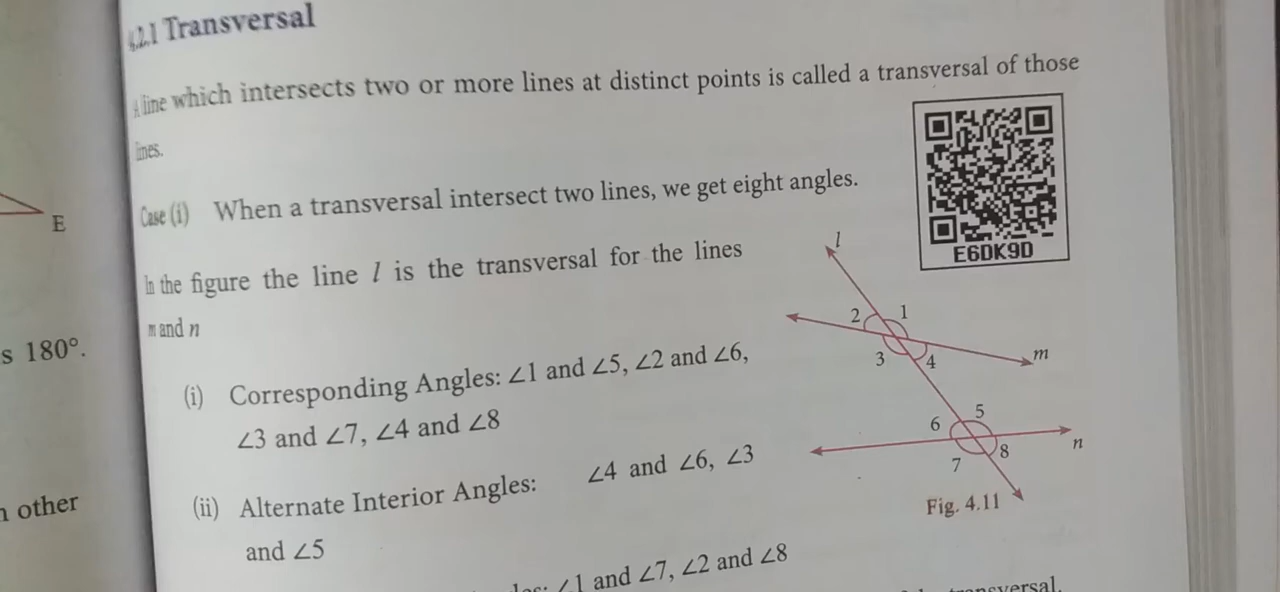 4.2.1 Transversal
A line which intersects two or more lines at distinct points is called a transversal of those
lines.
E6DK9D
Case (i) When a transversal intersect two lines, we get eight angles.
E
In the figure the line l is the transversal for the lines
m and n
s 180°.
(i) Corresponding Angles: ∠1 and ∠5, ∠2 and ∠6,
∠3 and ∠7, ∠4 and ∠8
(ii) Alternate Interior Angles: ∠4 and ∠6, ∠3
and ∠5
other
∠1 and ∠7, ∠2 and ∠8
transversal.
l
2 1
3 4 m
6 5
n
7 8
Fig. 4.11